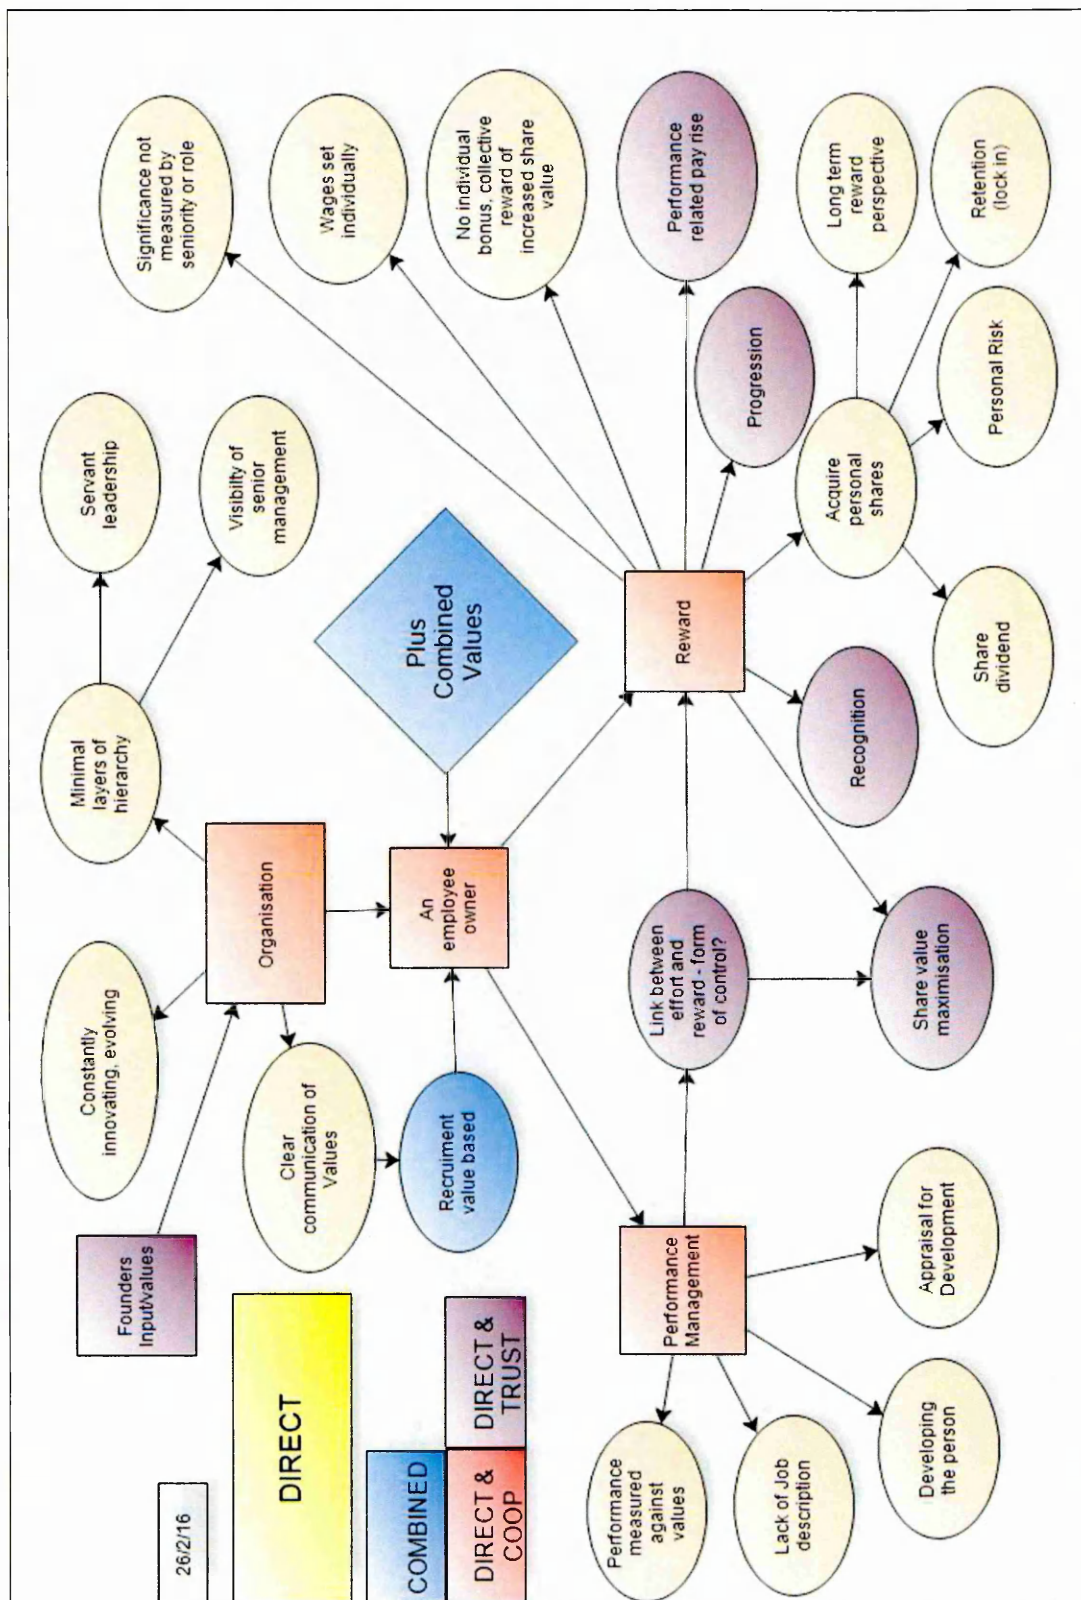 26/2/16
DIRECT
COMBINED
DIRECT &
COOP
DIRECT &
TRUST
Founders
Input/values
Constantly
innovating, evolving
Minimal
layers of
hierarchy
Servant
leadership
Visibilty of
senior
management
Organisation
Clear
communication of
Values
Recruiment
value based
An
employee
owner
Plus
Combined
Values
Significance not
measured by
seniority or role
Wages set
individually
No individual
bonus, collective
reward of
increased share
value
Performance
related pay rise
Progression
Reward
Recognition
Acquire
personal
shares
Long term
reward
perspective
Retention
(lock in)
Personal Risk
Share
dividend
Link between
effort and
reward - form
of control?
Share value
maximisation
Performance
Management
Performance
measured
against
values
Lack of Job
description
Developing
the person
Appraisal for
Development